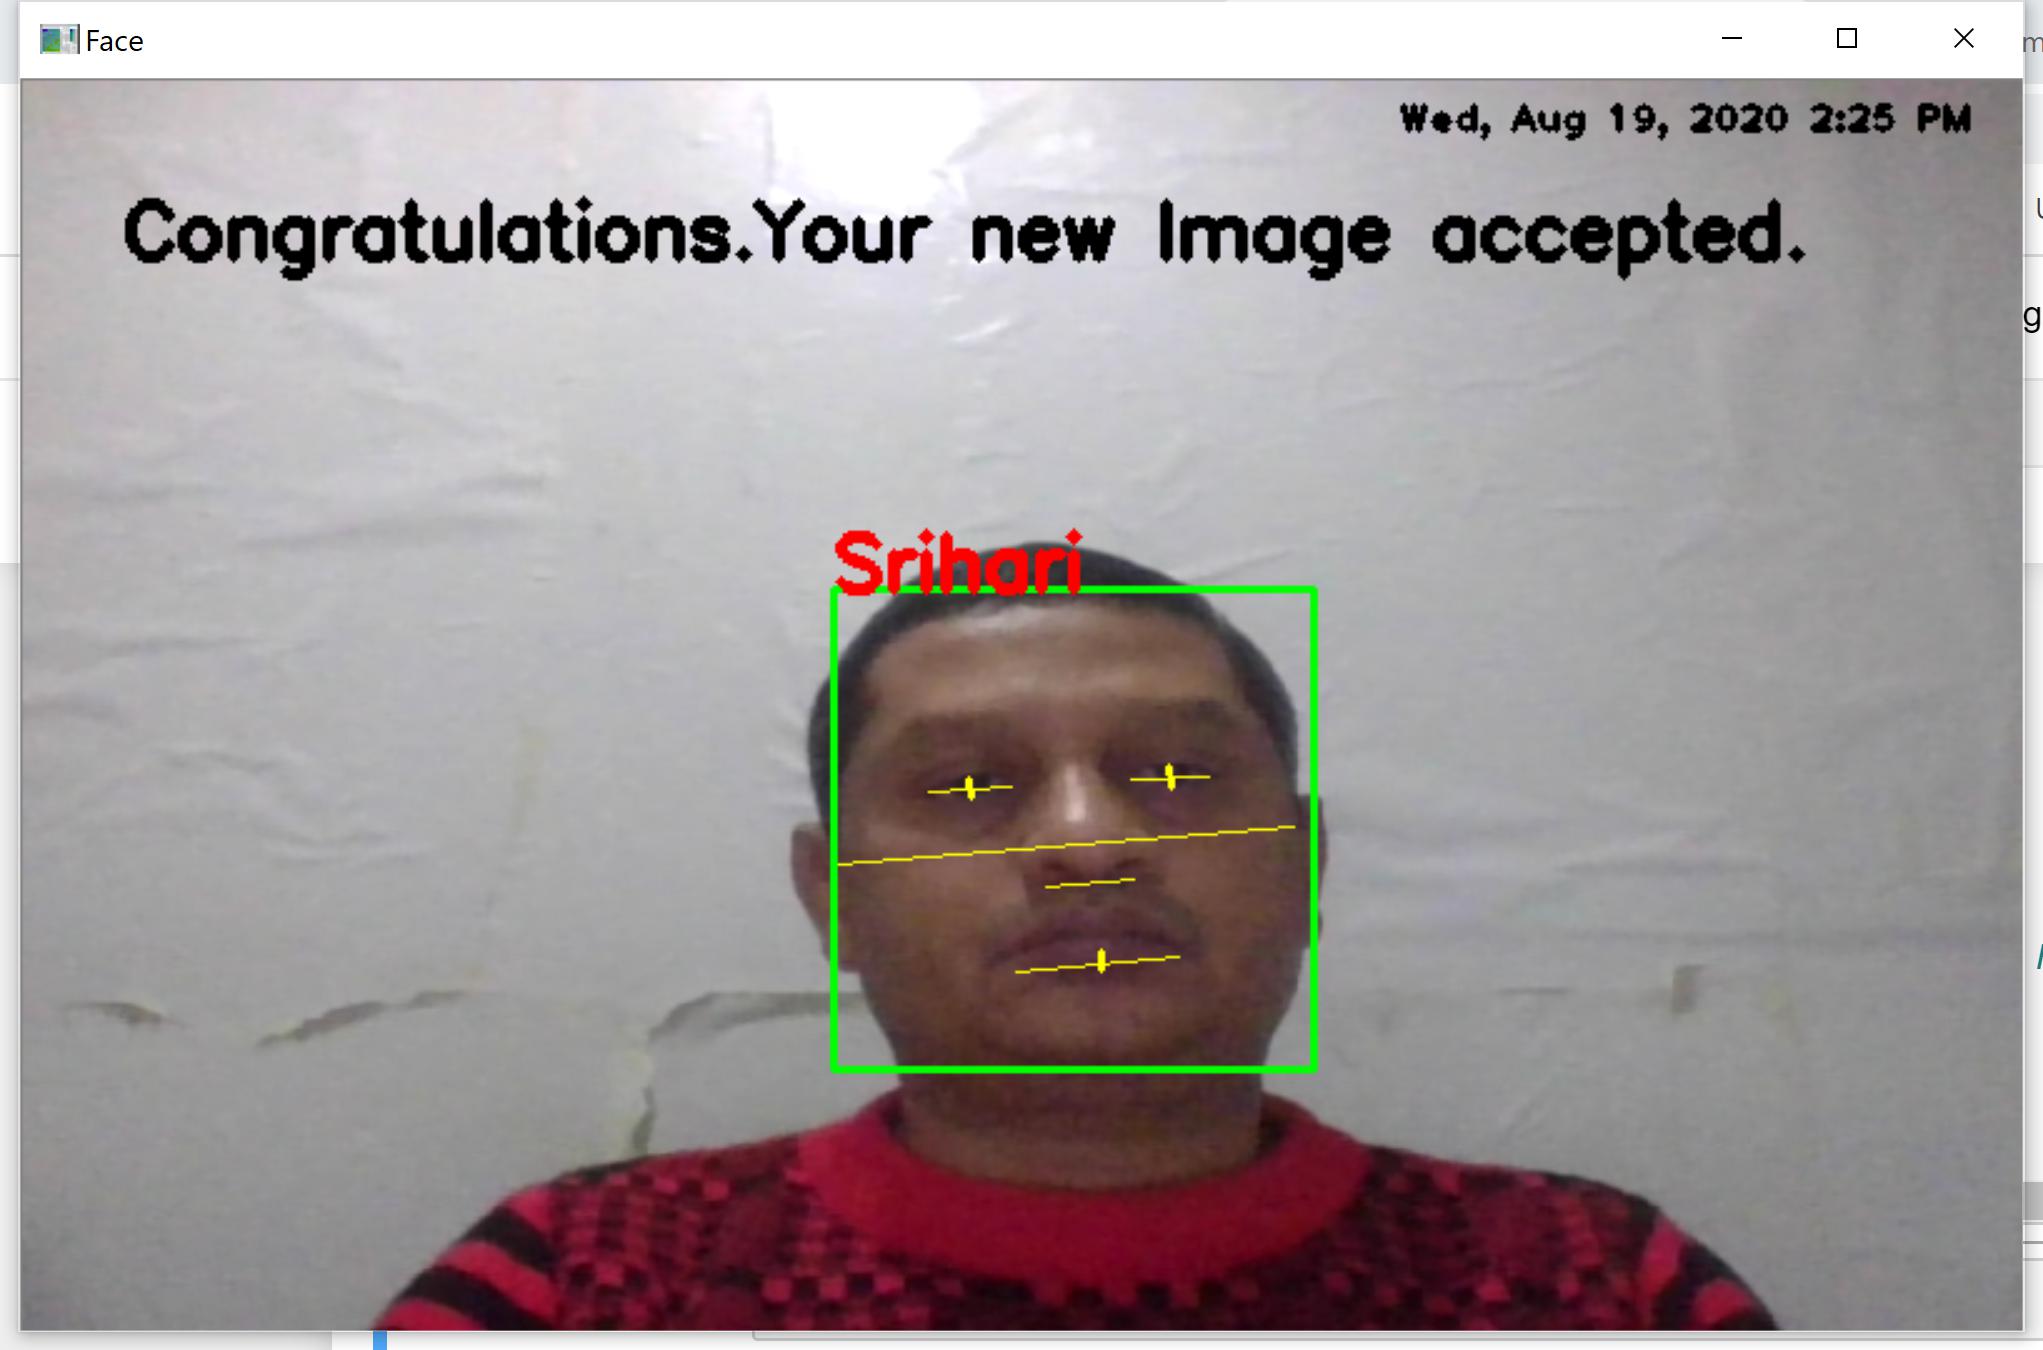 Face
Wed, Aug 19, 2020 2:25 PM
Congratulations.Your new Image accepted.
Srihari